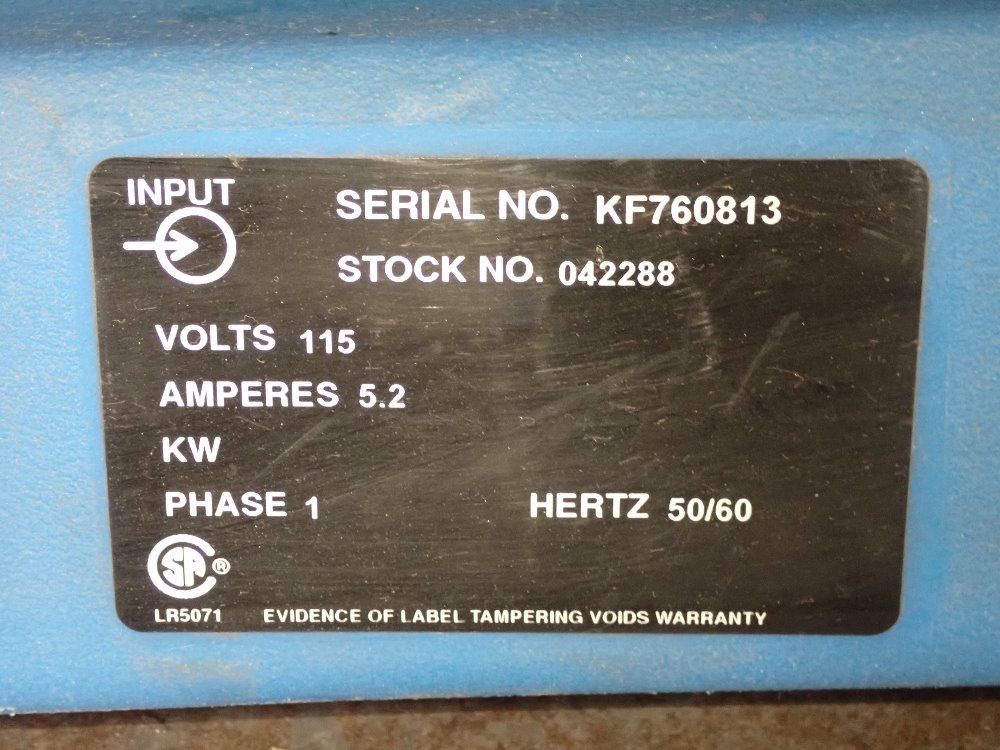 INPUT
SERIAL NO. KF760813
STOCK NO. 042288
VOLTS 115
AMPERES 5.2
KW
PHASE 1 HERTZ 50/60
SA ®
LR5071 EVIDENCE OF LABEL TAMPERING VOIDS WARRANTY